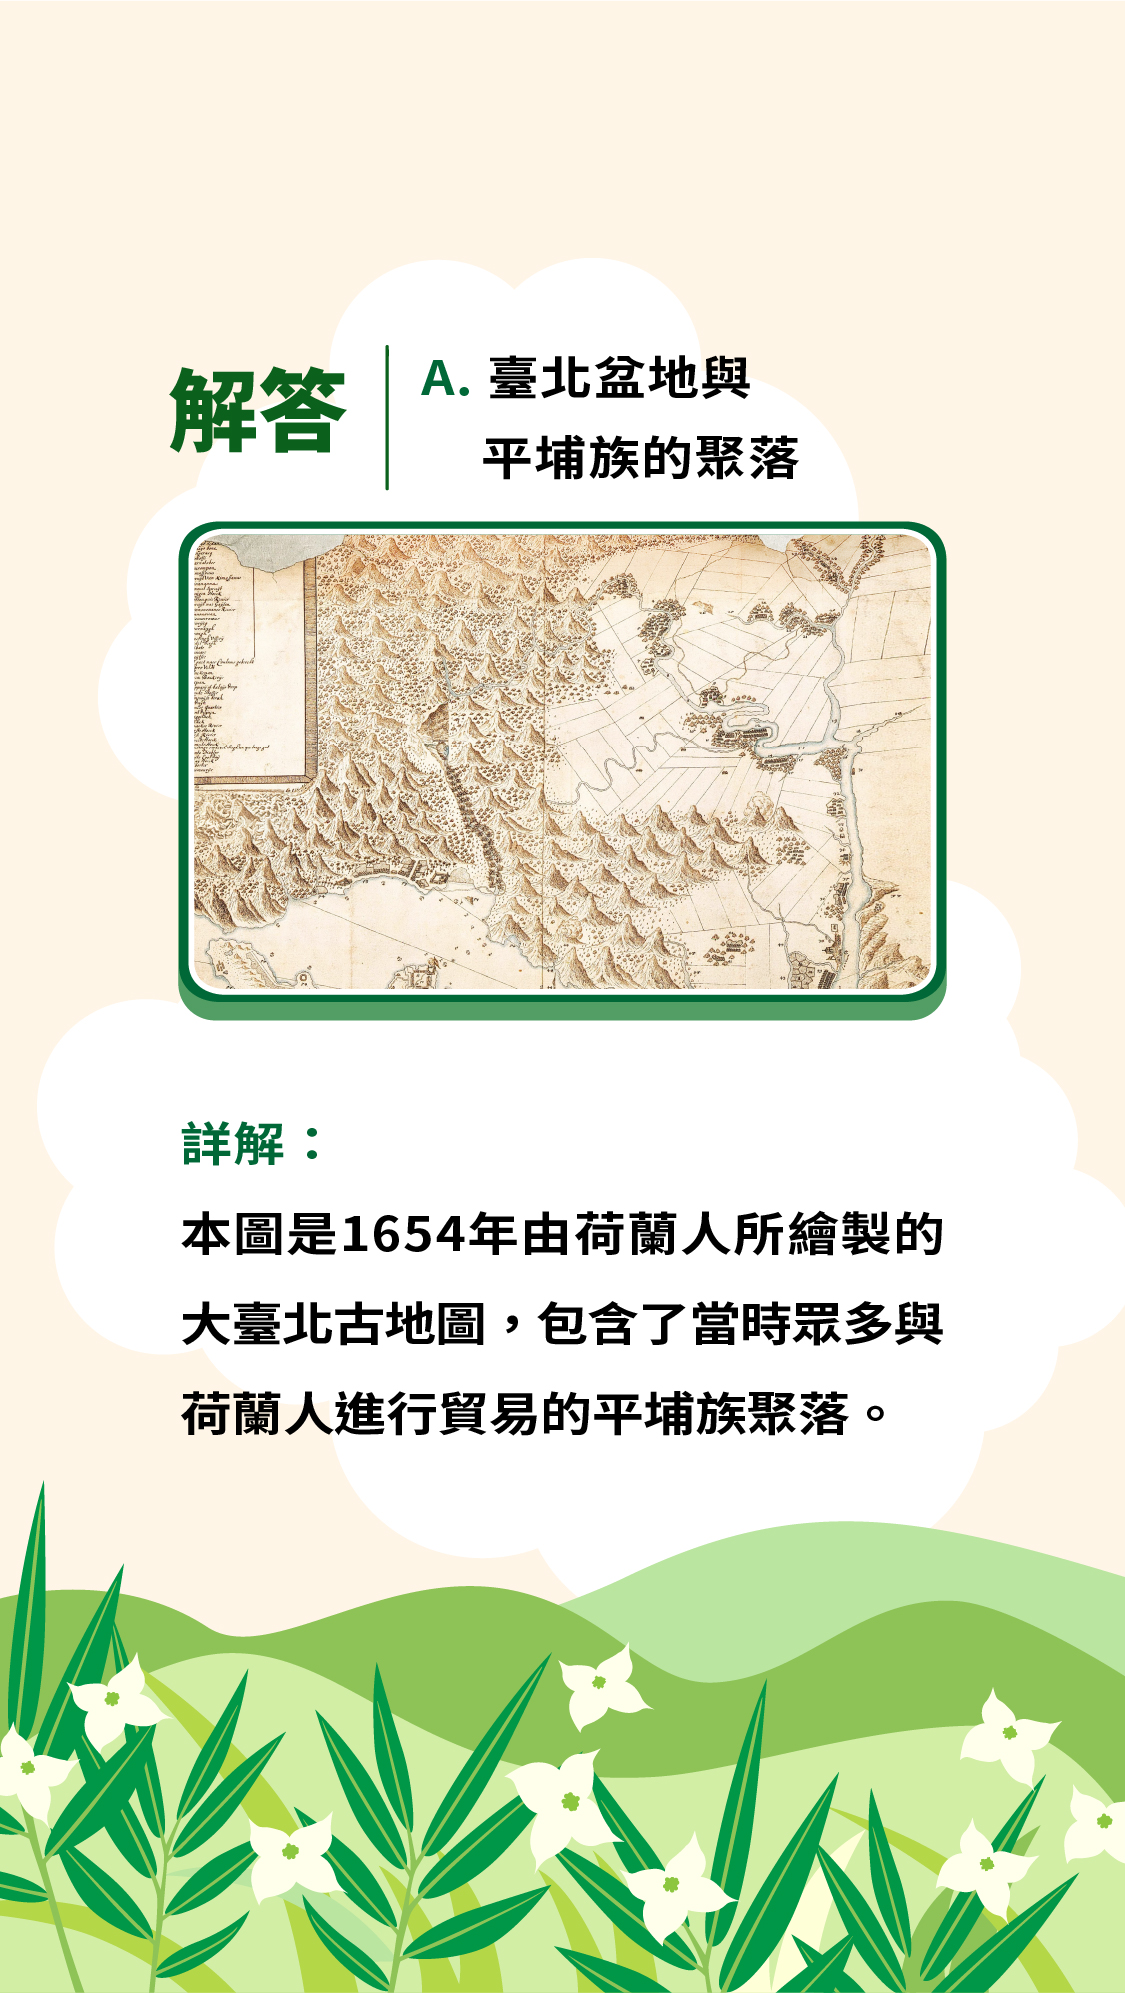 解答
A. 臺北盆地與
平埔族的聚落
詳解：
本圖是1654年由荷蘭人所繪製的
大臺北古地圖，包含了當時眾多與
荷蘭人進行貿易的平埔族聚落。